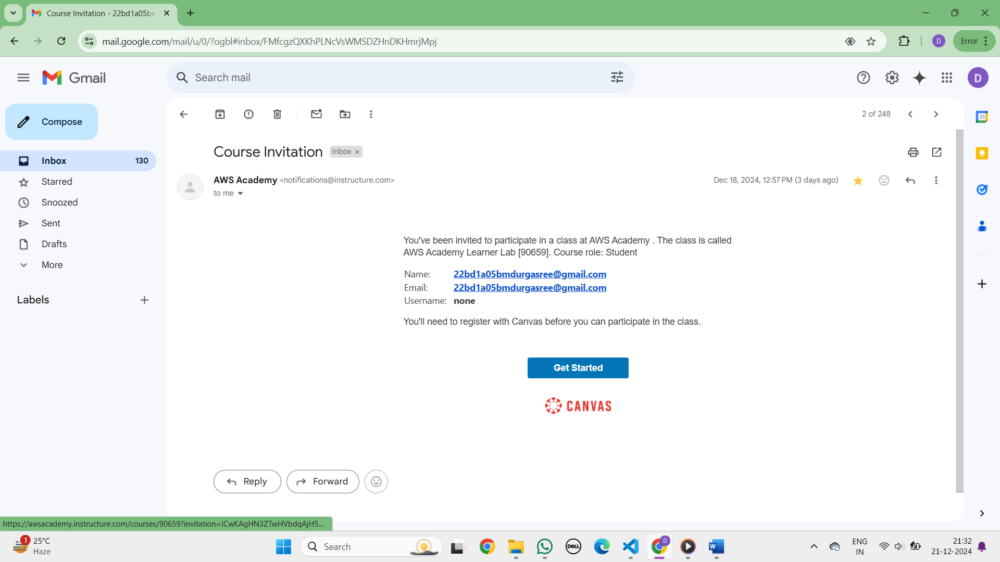 Course Invitation - 22bd1a05bm
mail.google.com/mail/u/0/?ogbl#inbox/FMfcgzQXKhPLNcVsWMSDZHnDKHmrjMpj
D
Error
Gmail
Search mail
D
Compose
2 of 248
31
Course Invitation
Inbox ×
Inbox 130
AWS Academy <notifications@instructure.com>
Dec 18, 2024, 12:57 PM (3 days ago)
to me
Starred
Snoozed
Sent
Drafts
More
Labels
You've been invited to participate in a class at AWS Academy . The class is called
AWS Academy Learner Lab [90659]. Course role: Student
Name: 22bd1a05bmdurgasree@gmail.com
Email: 22bd1a05bmdurgasree@gmail.com
Username: none
You'll need to register with Canvas before you can participate in the class.
Get Started
CANVAS
Reply
Forward
https://awsacademy.instructure.com/courses/90659?invitation=ICwKAgHN3ZTwHVbdqAjH5...
1
25°C
Haze
Search
DELL
D
W
ENG
IN
21:32
21-12-2024